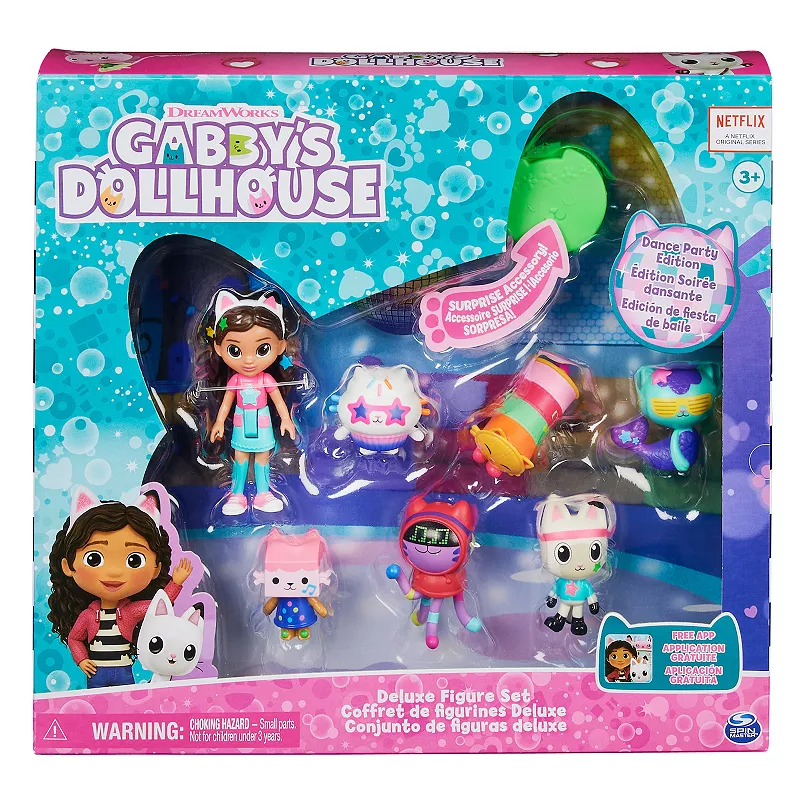 GABBY'S
DOLLHOUSE
DREAMWORKS
GABBY'S
DOLLHOUSE
NETFLIX
A NETFLIX
ORIGINAL SERIES
3+
Dance Party
Edition
Édition Soirée
dansante
Edición de fiesta
de baile
SURPRISE Accessory!
Accessoire SURPRISE ! ¡Accesorio
SORPRESA!
FREE APP
APPLICATION
GRATUITE
APLICACIÓN
GRATUITA
Deluxe Figure Set
Coffret de figurines Deluxe
Conjunto de figuras deluxe
WARNING: CHOKING HAZARD – Small parts.
Not for children under 3 years.
SPIN
MASTER